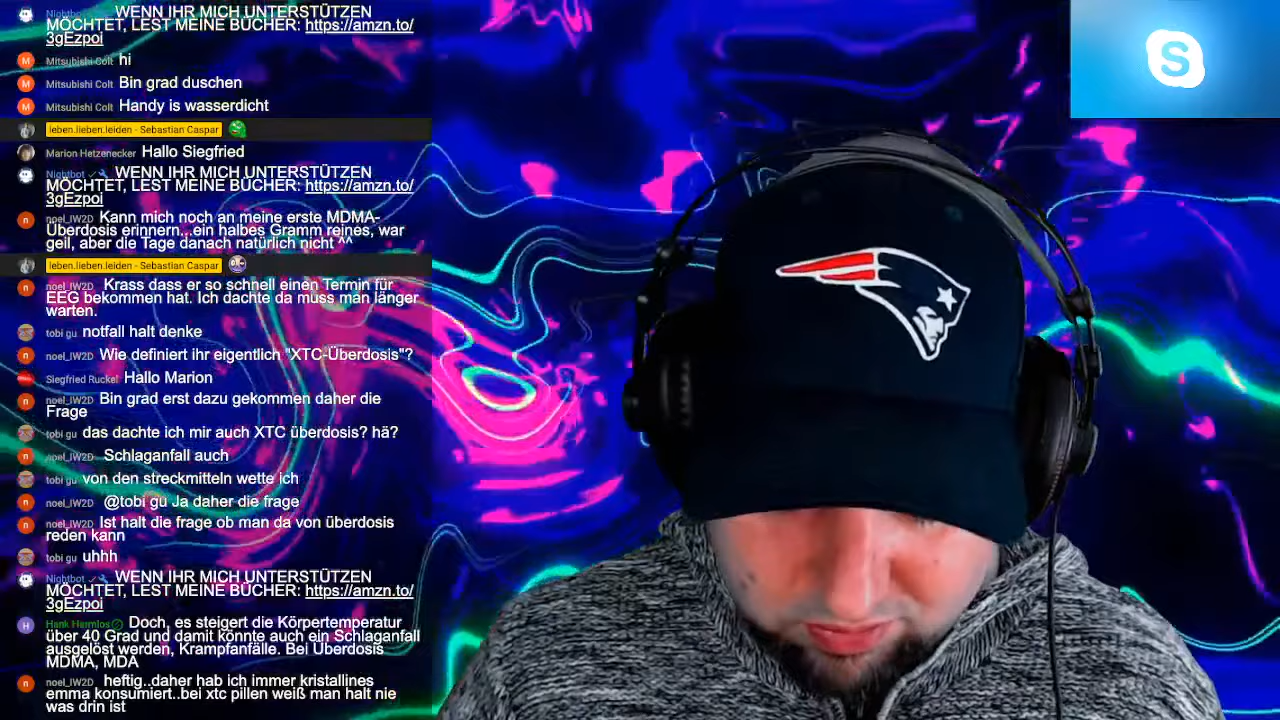 Nightbot WENN IHR MICH UNTERSTÜTZEN
MÖCHTET, LEST MEINE BÜCHER: https://amzn.to/
3gEzpoi
M Mitsubishi Colt hi
M Mitsubishi Colt Bin grad duschen
M Mitsubishi Colt Handy is wasserdicht
leben.lieben.leiden - Sebastian Caspar
Marion Hetzenecker Hallo Siegfried
Nightbot WENN IHR MICH UNTERSTÜTZEN
MÖCHTET, LEST MEINE BÜCHER: https://amzn.to/
3gEzpoi
n noel_IW2D Kann mich noch an meine erste MDMA-
Überdosis erinnern...ein halbes Gramm reines, war
geil, aber die Tage danach natürlich nicht ^^
leben.lieben.leiden - Sebastian Caspar
n noel_IW2D Krass dass er so schnell einen Termin für
EEG bekommen hat. Ich dachte da muss man länger
warten.
tobi gu notfall halt denke
n noel_IW2D Wie definiert ihr eigentlich "XTC-Überdosis"?
Siegfried Ruckel Hallo Marion
n noel_IW2D Bin grad erst dazu gekommen daher die
Frage
tobi gu das dachte ich mir auch XTC überdosis? hä?
n noel_IW2D Schlaganfall auch
tobi gu von den streckmitteln wette ich
n noel_IW2D @tobi gu Ja daher die frage
n noel_IW2D Ist halt die frage ob man da von überdosis
reden kann
tobi gu uhhh
Nightbot WENN IHR MICH UNTERSTÜTZEN
MÖCHTET, LEST MEINE BÜCHER: https://amzn.to/
3gEzpoi
H Hank Harmlos Doch, es steigert die Körpertemperatur
über 40 Grad und damit könnte auch ein Schlaganfall
ausgelöst werden, Krampfanfälle. Bei Überdosis
MDMA, MDA
n noel_IW2D heftig..daher hab ich immer kristallines
emma konsumiert..bei xtc pillen weiß man halt nie
was drin ist
S